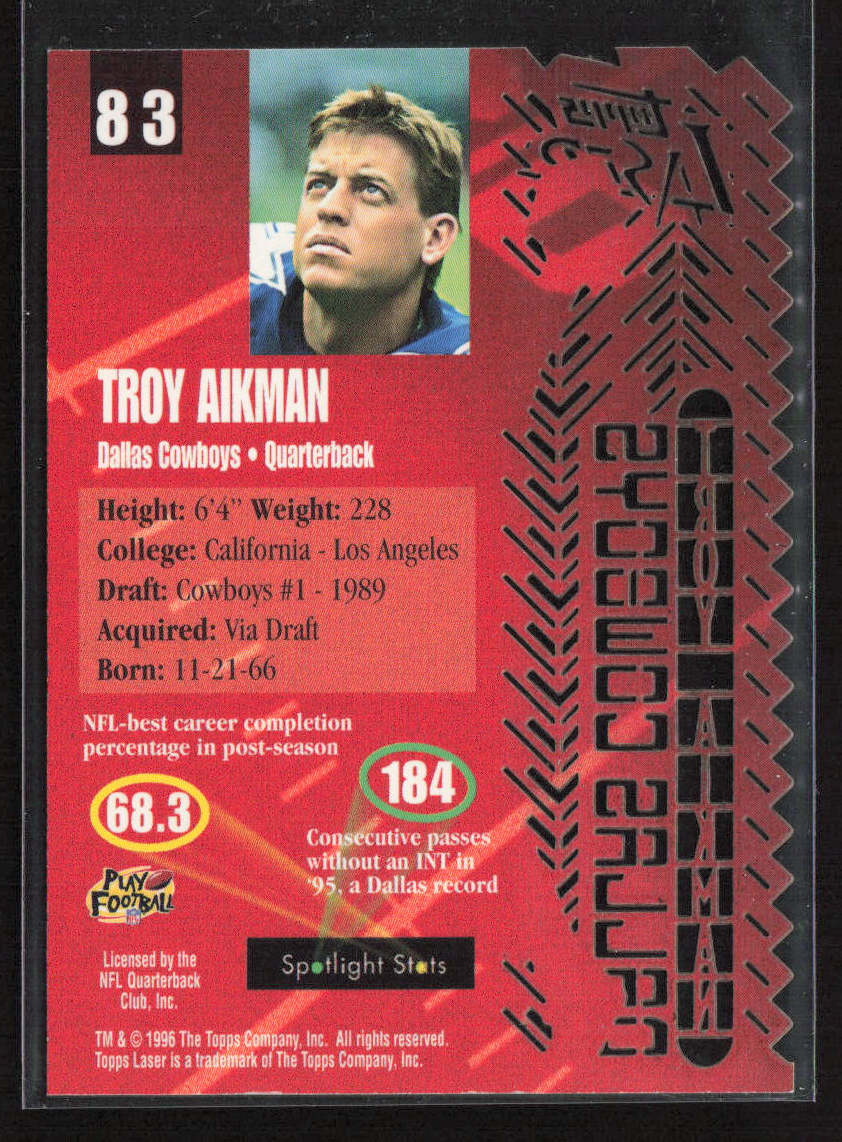 83
TROY AIKMAN
Dallas Cowboys • Quarterback
Height: 6'4” Weight: 228
College: California - Los Angeles
Draft: Cowboys #1 - 1989
Acquired: Via Draft
Born: 11-21-66
NFL-best career completion
percentage in post-season
68.3
184
Consecutive passes
without an INT in
'95, a Dallas record
PLAY
FOOTBALL
NFL
Spotlight Stats
Licensed by the
NFL Quarterback
Club, Inc.
TM & © 1996 The Topps Company, Inc. All rights reserved.
Topps Laser is a trademark of The Topps Company, Inc.
TROY AIKMAN
DALLAS COWBOYS
Topps
LASER